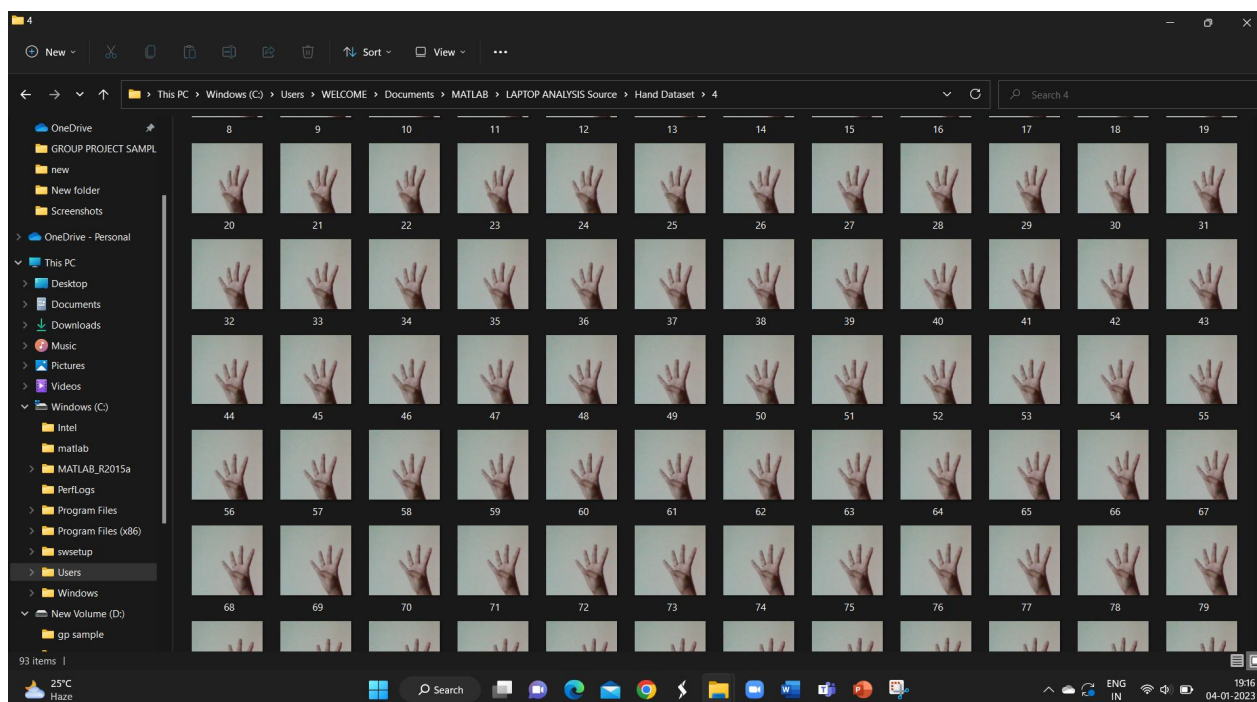 4
New Sort View
This PC > Windows (C:) > Users > WELCOME > Documents > MATLAB > LAPTOP ANALYSIS Source > Hand Dataset > 4
Search 4
OneDrive
GROUP PROJECT SAMPL
new
New folder
Screenshots
OneDrive - Personal
This PC
Desktop
Documents
Downloads
Music
Pictures
Videos
Windows (C:)
Intel
matlab
MATLAB_R2015a
PerfLogs
Program Files
Program Files (x86)
swsetup
Users
Windows
New Volume (D:)
gp sample
8 9 10 11 12 13 14 15 16 17 18 19
20 21 22 23 24 25 26 27 28 29 30 31
32 33 34 35 36 37 38 39 40 41 42 43
44 45 46 47 48 49 50 51 52 53 54 55
56 57 58 59 60 61 62 63 64 65 66 67
68 69 70 71 72 73 74 75 76 77 78 79
93 items
25°C
Haze
Search
ENG
IN
19:16
04-01-2023